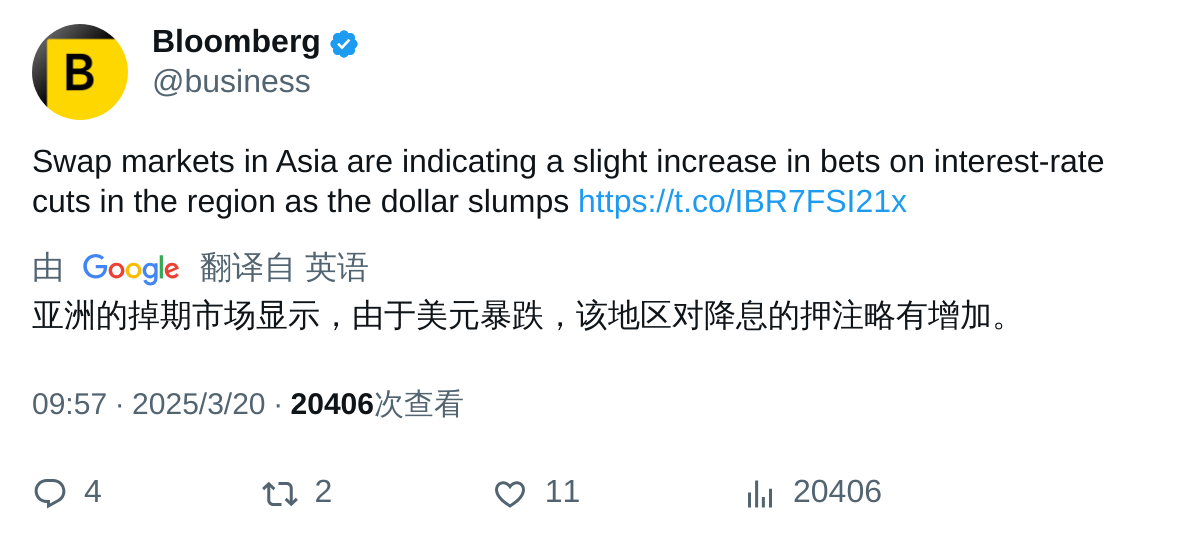 B
Bloomberg
@business
Swap markets in Asia are indicating a slight increase in bets on interest-rate
cuts in the region as the dollar slumps https://t.co/IBR7FSI21x
由 Google 翻译自 英语
亚洲的掉期市场显示，由于美元暴跌，该地区对降息的押注略有增加。
09:57 · 2025/3/20 · 20406次查看
4 2 11 20406